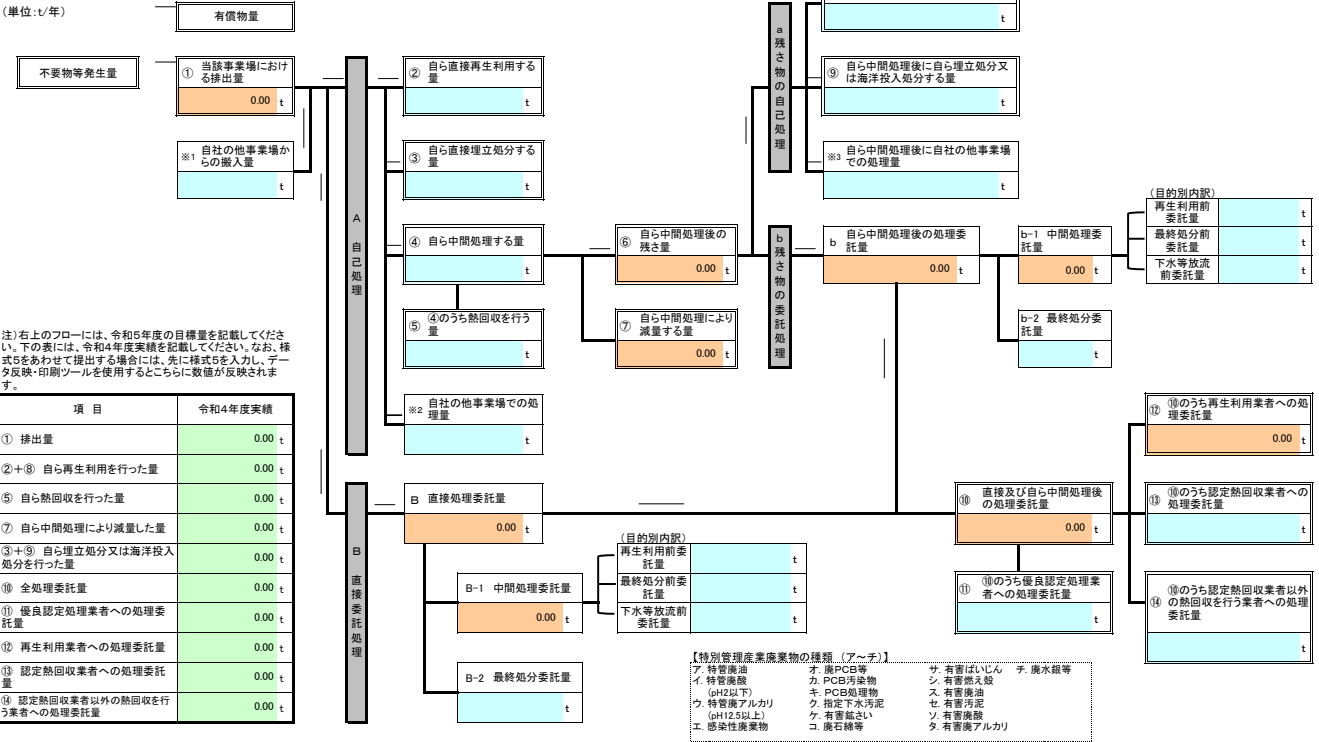 (単位:t/年)
有償物量
t
不要物等発生量
① 当該事業場におけ
る排出量
0.00 t
※1 自社の他事業場か
らの搬入量
t
A 自己処理
② 自ら直接再生利用する
量
t
③ 自ら直接埋立処分する
量
t
④ 自ら中間処理する量
t
⑤ ④のうち熱回収を行う
量
t
※2 自社の他事業場での処
理量
t
⑥ 自ら中間処理後の
残さ量
0.00 t
⑦ 自ら中間処理により
減量する量
0.00 t
a 残さ物の自己処理
⑨ 自ら中間処理後に自ら埋立処分又
は海洋投入処分する量
t
※3 自ら中間処理後に自社の他事業場
での処理量
t
b 残さ物の委託処理
b 自ら中間処理後の処理委
託量
0.00 t
b-1 中間処理委
託量
0.00 t
(目的別内訳)
再生利用前
委託量
t
最終処分前
委託量
t
下水等放流
前委託量
t
b-2 最終処分委
託量
t
注)右上のフローには、令和5年度の目標量を記載してくださ
い。下の表には、令和4年度実績を記載してください。なお、様
式5をあわせて提出する場合には、先に様式5を入力し、デー
タ反映・印刷ツールを使用するとこちらに数値が反映されま
す。
項 目 令和4年度実績
① 排出量 0.00 t
②+⑧ 自ら再生利用を行った量 0.00 t
⑤ 自ら熱回収を行った量 0.00 t
⑦ 自ら中間処理により減量した量 0.00 t
③+⑨ 自ら埋立処分又は海洋投入
処分を行った量 0.00 t
⑩ 全処理委託量 0.00 t
⑪ 優良認定処理業者への処理委
託量 0.00 t
⑫ 再生利用業者への処理委託量 0.00 t
⑬ 認定熱回収業者への処理委託
量 0.00 t
⑭ 認定熱回収業者以外の熱回収を行
う業者への処理委託量 0.00 t
B 直接委託処理
B 直接処理委託量
0.00 t
B-1 中間処理委託量
0.00 t
(目的別内訳)
再生利用前委
託量
t
最終処分前委
託量
t
下水等放流前
委託量
t
B-2 最終処分委託量
t
⑩ 直接及び自ら中間処理後
の処理委託量
0.00 t
⑪ ⑩のうち優良認定処理業
者への処理委託量
t
⑫ ⑩のうち再生利用業者への処
理委託量
0.00 t
⑬ ⑩のうち認定熱回収業者への
処理委託量
t
⑭ ⑩のうち認定熱回収業者以外
の熱回収を行う業者への処理
委託量
t
【特別管理産業廃棄物の種類 (ア～チ)】
ア. 特管廃油 オ. 廃PCB等 サ. 有害ばいじん チ. 廃水銀等
イ. 特管廃酸 カ. PCB汚染物 シ. 有害燃え殻
(pH2以下) キ. PCB処理物 ス. 有害廃油
ウ. 特管廃アルカリ ク. 指定下水汚泥 セ. 有害汚泥
(pH12.5以上) ケ. 有害鉱さい ソ. 有害廃酸
エ. 感染性廃棄物 コ. 廃石綿等 タ. 有害廃アルカリ